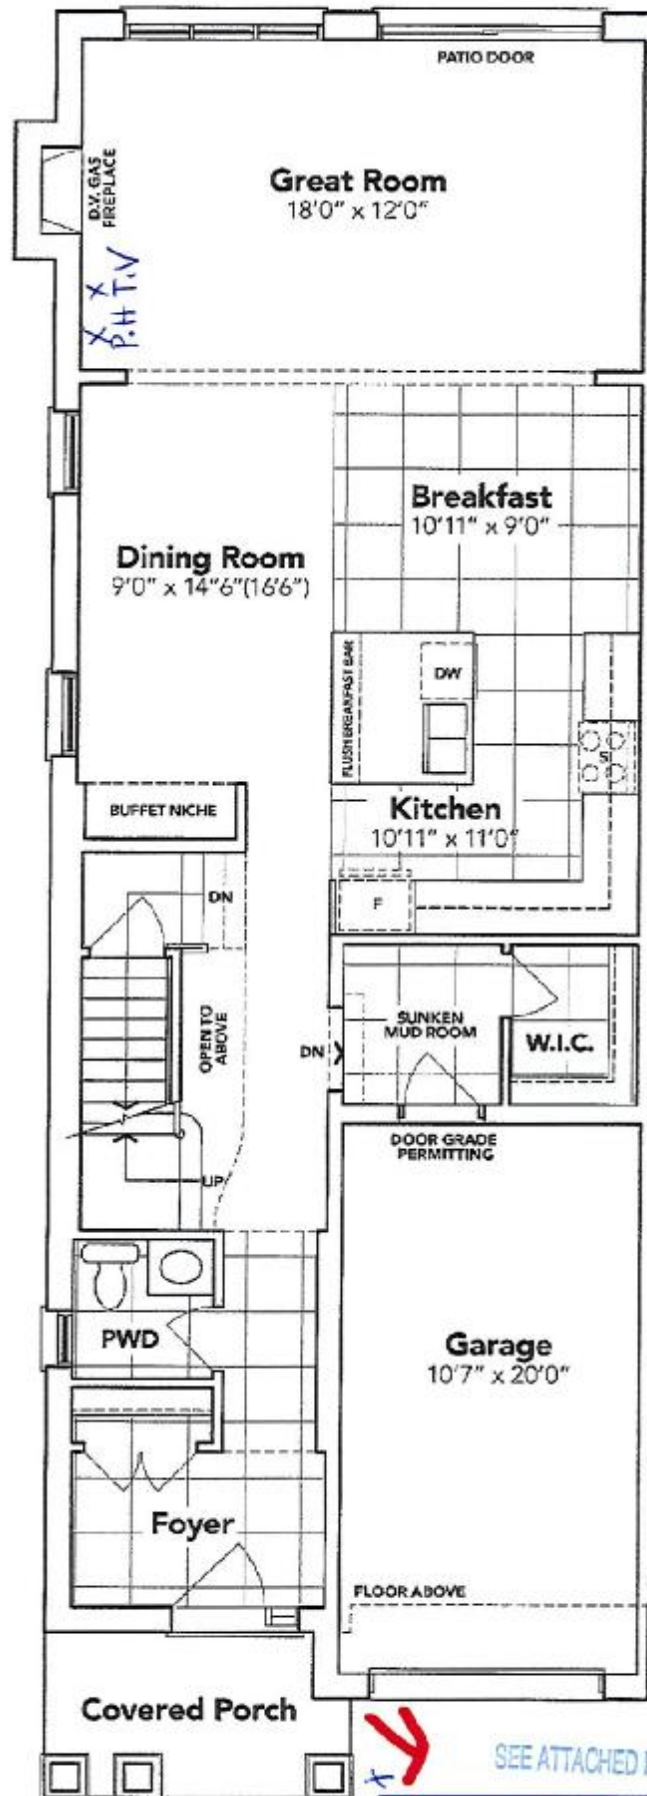 PATIO DOOR
D.V. GAS
FIREPLACE
Great Room
18'0" x 12'0"
X X
P.H T.V
Breakfast
10'11" x 9'0"
Dining Room
9'0" x 14'6"(16'6")
FLUSH BREAKFAST BAR
DW
S
BUFFET NICHE
Kitchen
10'11" x 11'0"
F
DN
OPEN TO
ABOVE
DN
SUNKEN
MUD ROOM
W.I.C.
DOOR GRADE
PERMITTING
UP
PWD
Garage
10'7" x 20'0"
Foyer
FLOOR ABOVE
Covered Porch
X
SEE ATTACHED